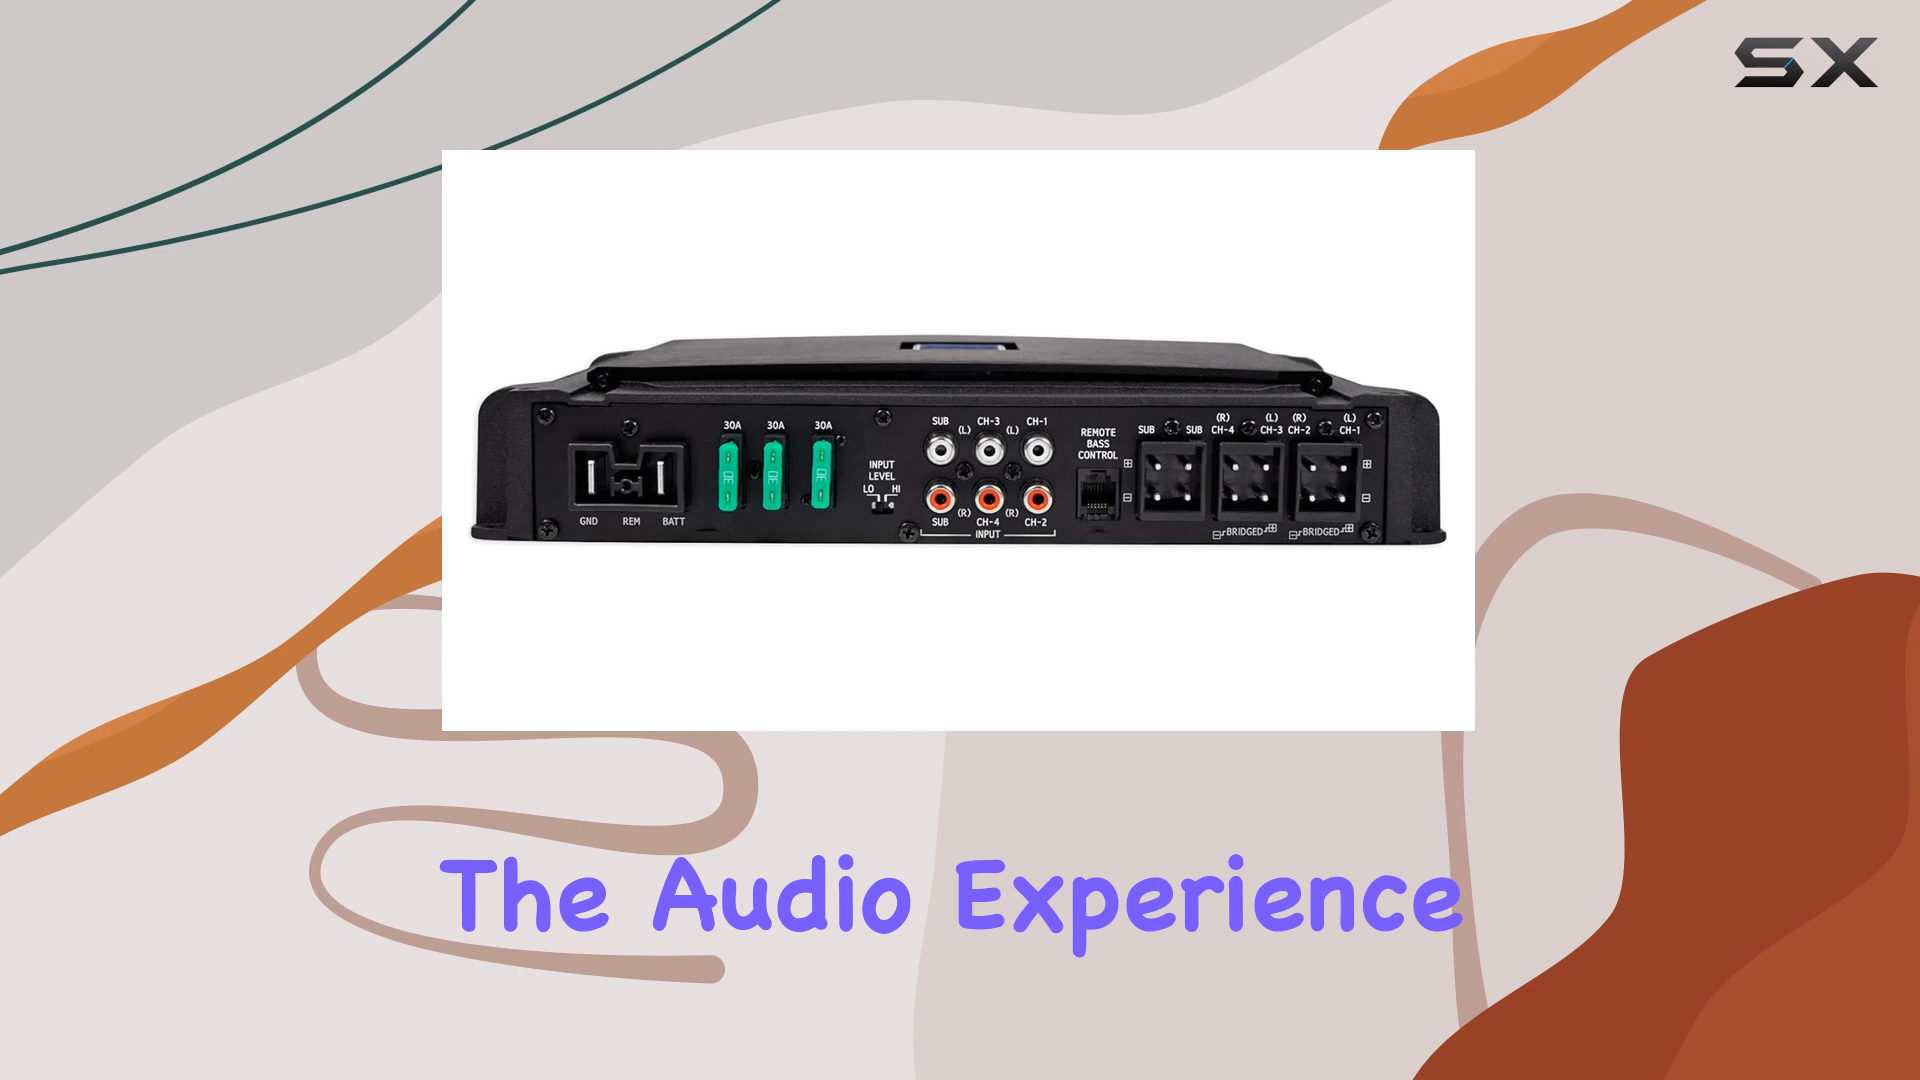 SX
30A 30A 30A
INPUT
LEVEL
LO HI
GND REM BATT
SUB CH-3 CH-1
(L) (L)
(R) (R)
SUB CH-4 CH-2
INPUT
REMOTE
BASS
CONTROL
(R) (L) (R) (L)
SUB SUB CH-4 CH-3 CH-2 CH-1
BRIDGED BRIDGED
The Audio Experience